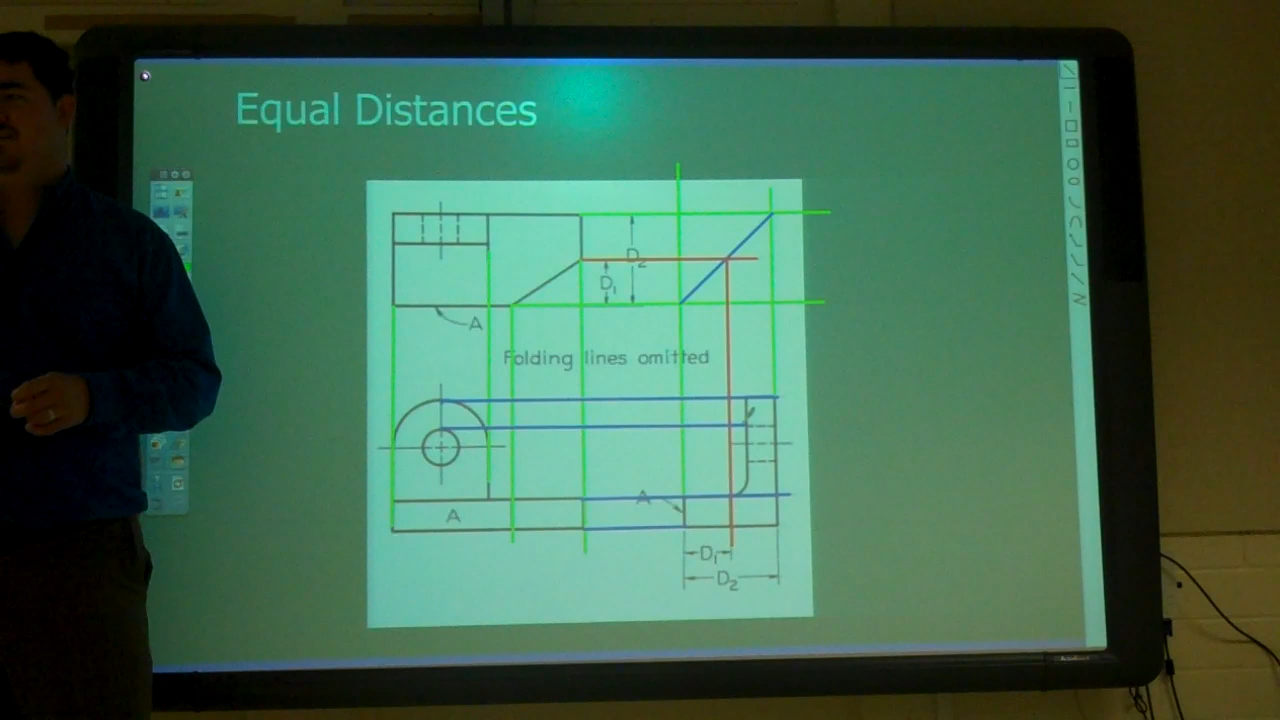 Equal Distances
D₂
D₁
A
Folding lines omitted
A
A
D₁
D₂